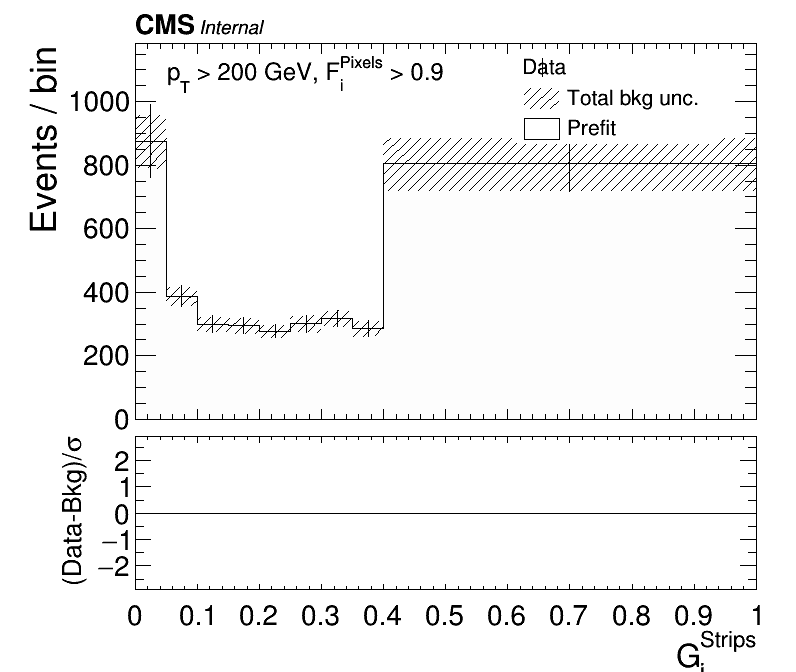 CMS Internal
Events / bin
p_T > 200 GeV, F_i^Pixels > 0.9
Data
Total bkg unc.
Prefit
1000
800
600
400
200
0
(Data-Bkg)/σ
2
1
0
−1
−2
0 0.1 0.2 0.3 0.4 0.5 0.6 0.7 0.8 0.9 1
G_i^Strips